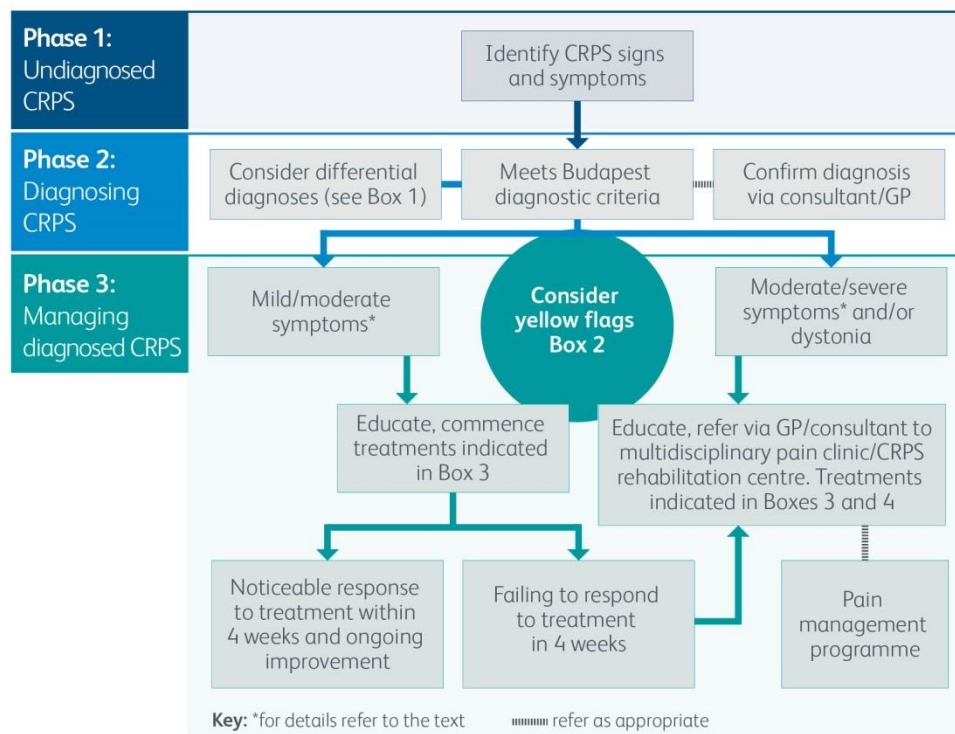 Phase 1:
Undiagnosed
CRPS
Identify CRPS signs
and symptoms
Phase 2:
Diagnosing
CRPS
Consider differential
diagnoses (see Box 1)
Meets Budapest
diagnostic criteria
Confirm diagnosis
via consultant/GP
Phase 3:
Managing
diagnosed CRPS
Mild/moderate
symptoms*
Consider
yellow flags
Box 2
Moderate/severe
symptoms* and/or
dystonia
Educate, commence
treatments indicated
in Box 3
Educate, refer via GP/consultant to
multidisciplinary pain clinic/CRPS
rehabilitation centre. Treatments
indicated in Boxes 3 and 4
Noticeable response
to treatment within
4 weeks and ongoing
improvement
Failing to respond
to treatment
in 4 weeks
Pain
management
programme
Key: *for details refer to the text
refer as appropriate